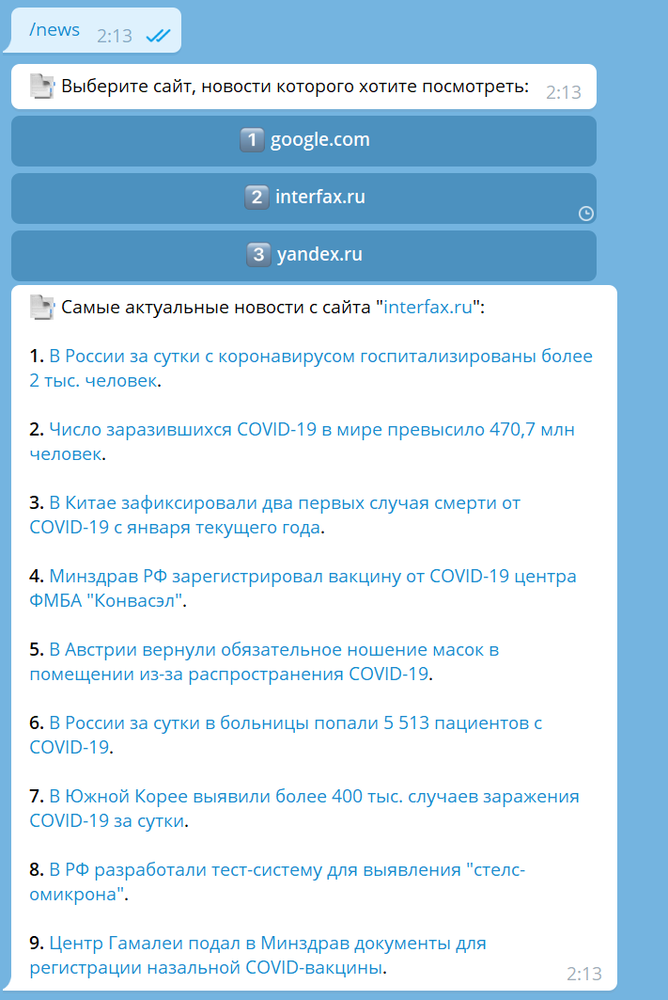 /news 2:13
Выберите сайт, новости которого хотите посмотреть: 2:13
1 google.com
2 interfax.ru
3 yandex.ru
Самые актуальные новости с сайта "interfax.ru":
1. В России за сутки с коронавирусом госпитализированы более
2 тыс. человек.
2. Число заразившихся COVID-19 в мире превысило 470,7 млн
человек.
3. В Китае зафиксировали два первых случая смерти от
COVID-19 с января текущего года.
4. Минздрав РФ зарегистрировал вакцину от COVID-19 центра
ФМБА "Конвасэл".
5. В Австрии вернули обязательное ношение масок в
помещении из-за распространения COVID-19.
6. В России за сутки в больницы попали 5 513 пациентов с
COVID-19.
7. В Южной Корее выявили более 400 тыс. случаев заражения
COVID-19 за сутки.
8. В РФ разработали тест-систему для выявления "стелс-
омикрона".
9. Центр Гамалеи подал в Минздрав документы для
регистрации назальной COVID-вакцины. 2:13